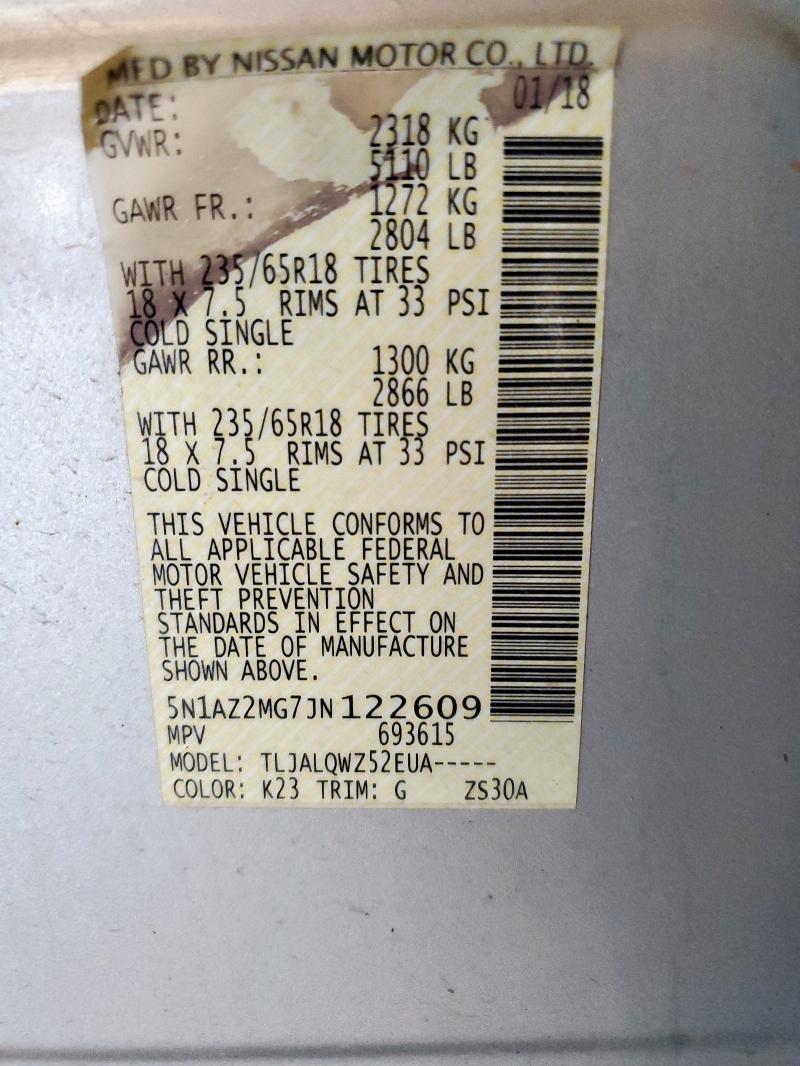 MFD BY NISSAN MOTOR CO., LTD.
DATE: 01/18
GVWR: 2318 KG
5110 LB
GAWR FR.: 1272 KG
2804 LB
WITH 235/65R18 TIRES
18 X 7.5 RIMS AT 33 PSI
COLD SINGLE
GAWR RR.: 1300 KG
2866 LB
WITH 235/65R18 TIRES
18 X 7.5 RIMS AT 33 PSI
COLD SINGLE
THIS VEHICLE CONFORMS TO
ALL APPLICABLE FEDERAL
MOTOR VEHICLE SAFETY AND
THEFT PREVENTION
STANDARDS IN EFFECT ON
THE DATE OF MANUFACTURE
SHOWN ABOVE.
5N1AZ2MG7JN122609
MPV 693615
MODEL: TLJALQWZ52EUA-----
COLOR: K23 TRIM: G ZS30A